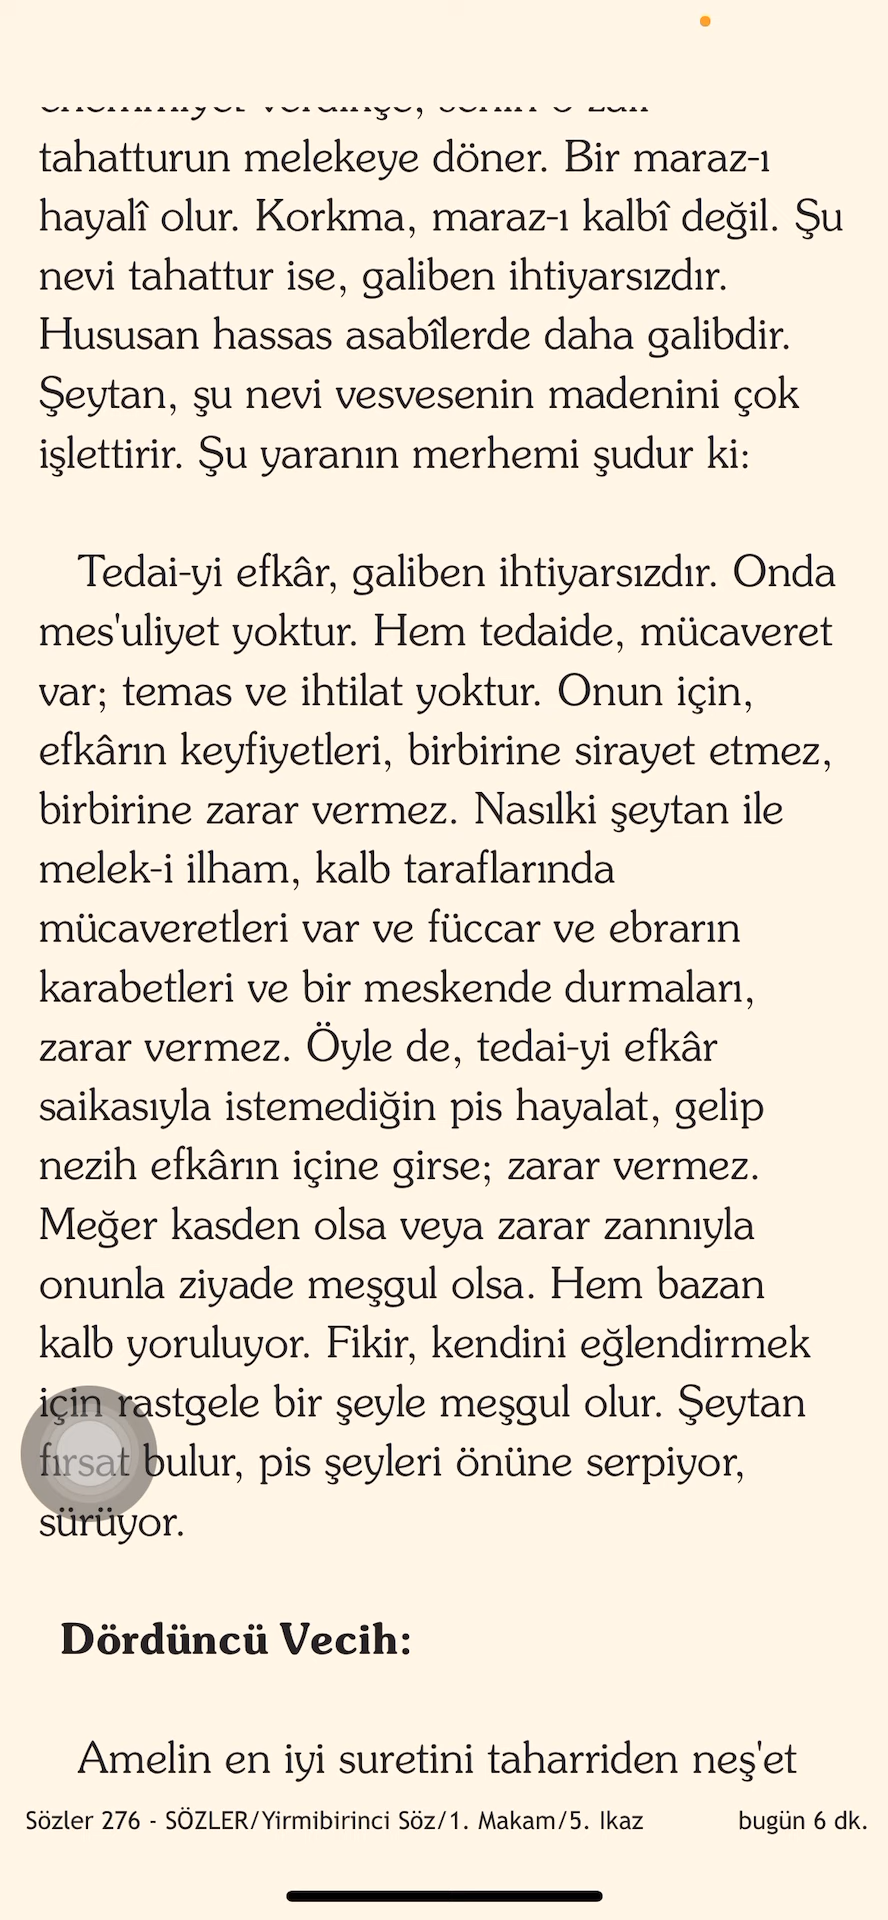 tahatturun melekeye döner. Bir maraz-ı
hayalî olur. Korkma, maraz-ı kalbî değil. Şu
nevi tahattur ise, galiben ihtiyarsızdır.
Hususan hassas asabîlerde daha galibdir.
Şeytan, şu nevi vesvesenin madenini çok
işlettirir. Şu yaranın merhemi şudur ki:
Tedai-yi efkâr, galiben ihtiyarsızdır. Onda
mes'uliyet yoktur. Hem tedaide, mücaveret
var; temas ve ihtilat yoktur. Onun için,
efkârın keyfiyetleri, birbirine sirayet etmez,
birbirine zarar vermez. Nasılki şeytan ile
melek-i ilham, kalb taraflarında
mücaveretleri var ve füccar ve ebrarın
karabetleri ve bir meskende durmaları,
zarar vermez. Öyle de, tedai-yi efkâr
saikasıyla istemediğin pis hayalat, gelip
nezih efkârın içine girse; zarar vermez.
Meğer kasden olsa veya zarar zannıyla
onunla ziyade meşgul olsa. Hem bazan
kalb yoruluyor. Fikir, kendini eğlendirmek
için rastgele bir şeyle meşgul olur. Şeytan
fırsat bulur, pis şeyleri önüne serpiyor,
sürüyor.
Dördüncü Vecih:
Amelin en iyi suretini taharriden neş'et
Sözler 276 - SÖZLER/Yirmibirinci Söz/1. Makam/5. Ikaz bugün 6 dk.